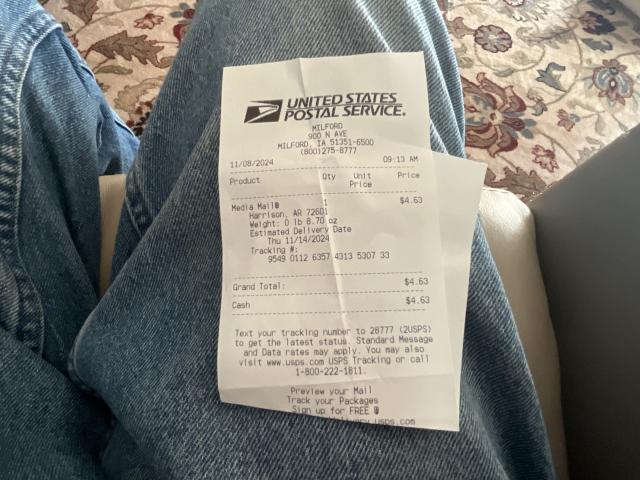 UNITED STATES
POSTAL SERVICE.
MILFORD
900 N AVE
MILFORD, IA 51351-6500
(800)275-8777
11/08/2024 09:13 AM
Product Qty Unit Price
Price
Media Mail® 1 $4.63
Harrison, AR 72601
Weight: 0 lb 8.70 oz
Estimated Delivery Date
Thu 11/14/2024
Tracking #:
9549 0112 6357 4313 5307 33
Grand Total: $4.63
Cash $4.63
Text your tracking number to 28777 (2USPS)
to get the latest status. Standard Message
and Data rates may apply. You may also
visit www.usps.com USPS Tracking or call
1-800-222-1811.
Preview your Mail
Track your Packages
Sign up for FREE @
.usps.com